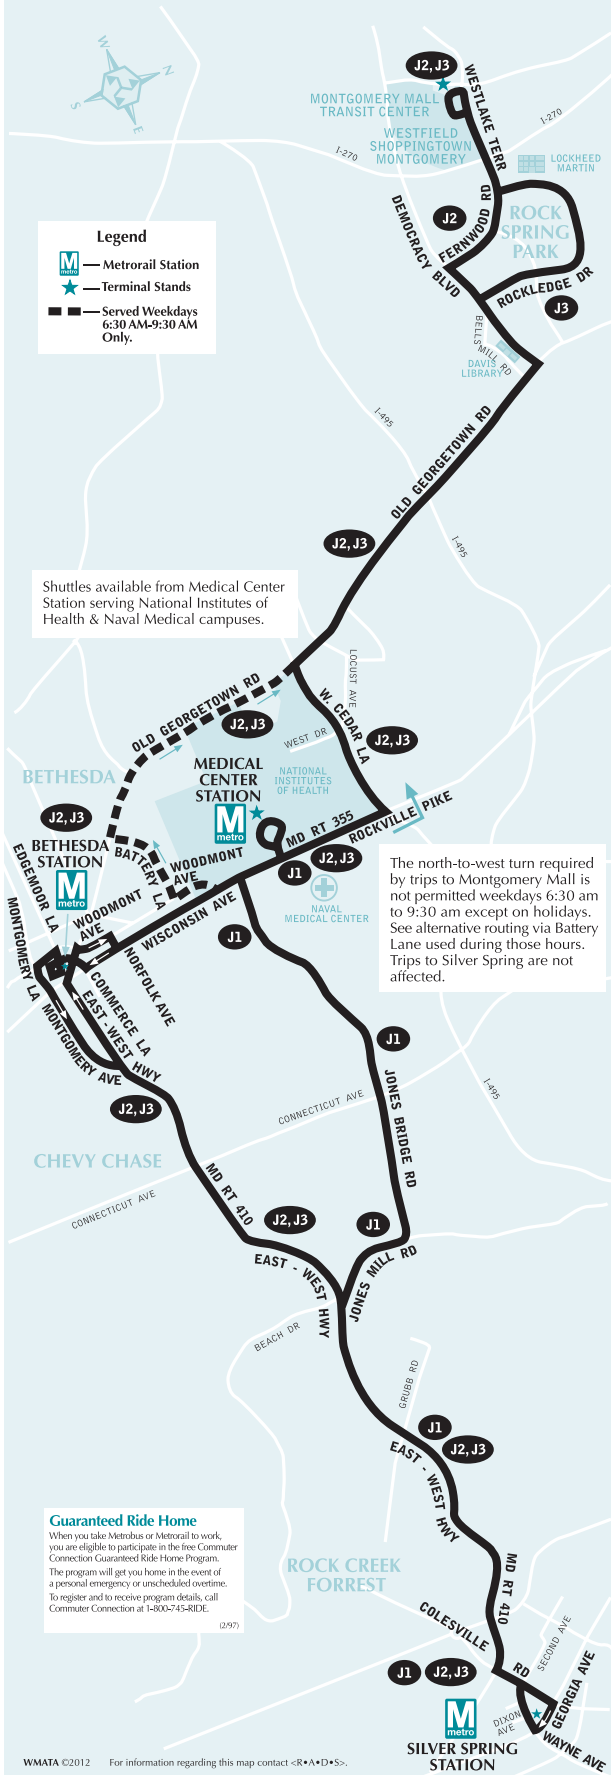 N
W
S
E
J2, J3
WESTLAKE TERR
MONTGOMERY MALL
TRANSIT CENTER
WESTFIELD
SHOPPINGTOWN
MONTGOMERY
I-270
I-270
LOCKHEED
MARTIN
J2
FERNWOOD RD
DEMOCRACY BLVD
ROCK
SPRING
PARK
ROCKLEDGE DR
J3
Legend
M
metro
Metrorail Station
Terminal Stands
Served Weekdays
6:30 AM-9:30 AM
Only.
BELLSMILL RD
DAVIS
LIBRARY
I-495
OLD GEORGETOWN RD
I-495
J2, J3
Shuttles available from Medical Center
Station serving National Institutes of
Health & Naval Medical campuses.
OLD GEORGETOWN RD
J2, J3
LOCUST AVE
W. CEDAR LA
WEST DR
J2, J3
BETHESDA
MEDICAL
CENTER
STATION
M
metro
NATIONAL
INSTITUTES
OF HEALTH
MD RT 355
ROCKVILLE PIKE
J2, J3
BETHESDA
STATION
M
metro
BATTERY LA
WOODMONT
AVE
J1
J2, J3
NAVAL
MEDICAL CENTER
The north-to-west turn required
by trips to Montgomery Mall is
not permitted weekdays 6:30 am
to 9:30 am except on holidays.
See alternative routing via Battery
Lane used during those hours.
Trips to Silver Spring are not
affected.
EDGEMOOR LA
WOODMONT
AVE
WISCONSIN AVE
J1
MONTGOMERY LA
MONTGOMERY AVE
NORFOLK AVE
COMMERCE LA
EAST-WEST HWY
J1
J2, J3
JONES BRIDGE RD
CONNECTICUT AVE
I-495
CHEVY CHASE
CONNECTICUT AVE
MD RT 410
J2, J3
J1
EAST - WEST HWY
JONES MILL RD
BEACH DR
GRUBB RD
J1
J2, J3
EAST - WEST HWY
Guaranteed Ride Home
When you take Metrobus or Metrorail to work,
you are eligible to participate in the free Commuter
Connection Guaranteed Ride Home Program.
The program will get you home in the event of
a personal emergency or unscheduled overtime.
To register and to receive program details, call
Commuter Connection at 1-800-745-RIDE.
(2/97)
ROCK CREEK
FORREST
MD RT 410
COLESVILLE RD
SECOND AVE
GEORGIA AVE
J1
J2, J3
M
metro
DIXON
AVE
WAYNE AVE
SILVER SPRING
STATION
WMATA ©2012 For information regarding this map contact <R•A•D•S>.